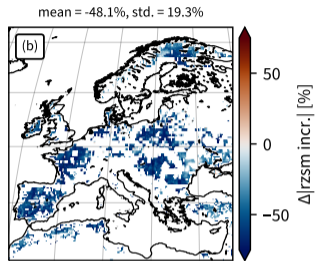 mean = -48.1%, std. = 19.3%
(b)
50
0
−50
Δ|rzsm incr.| [%]